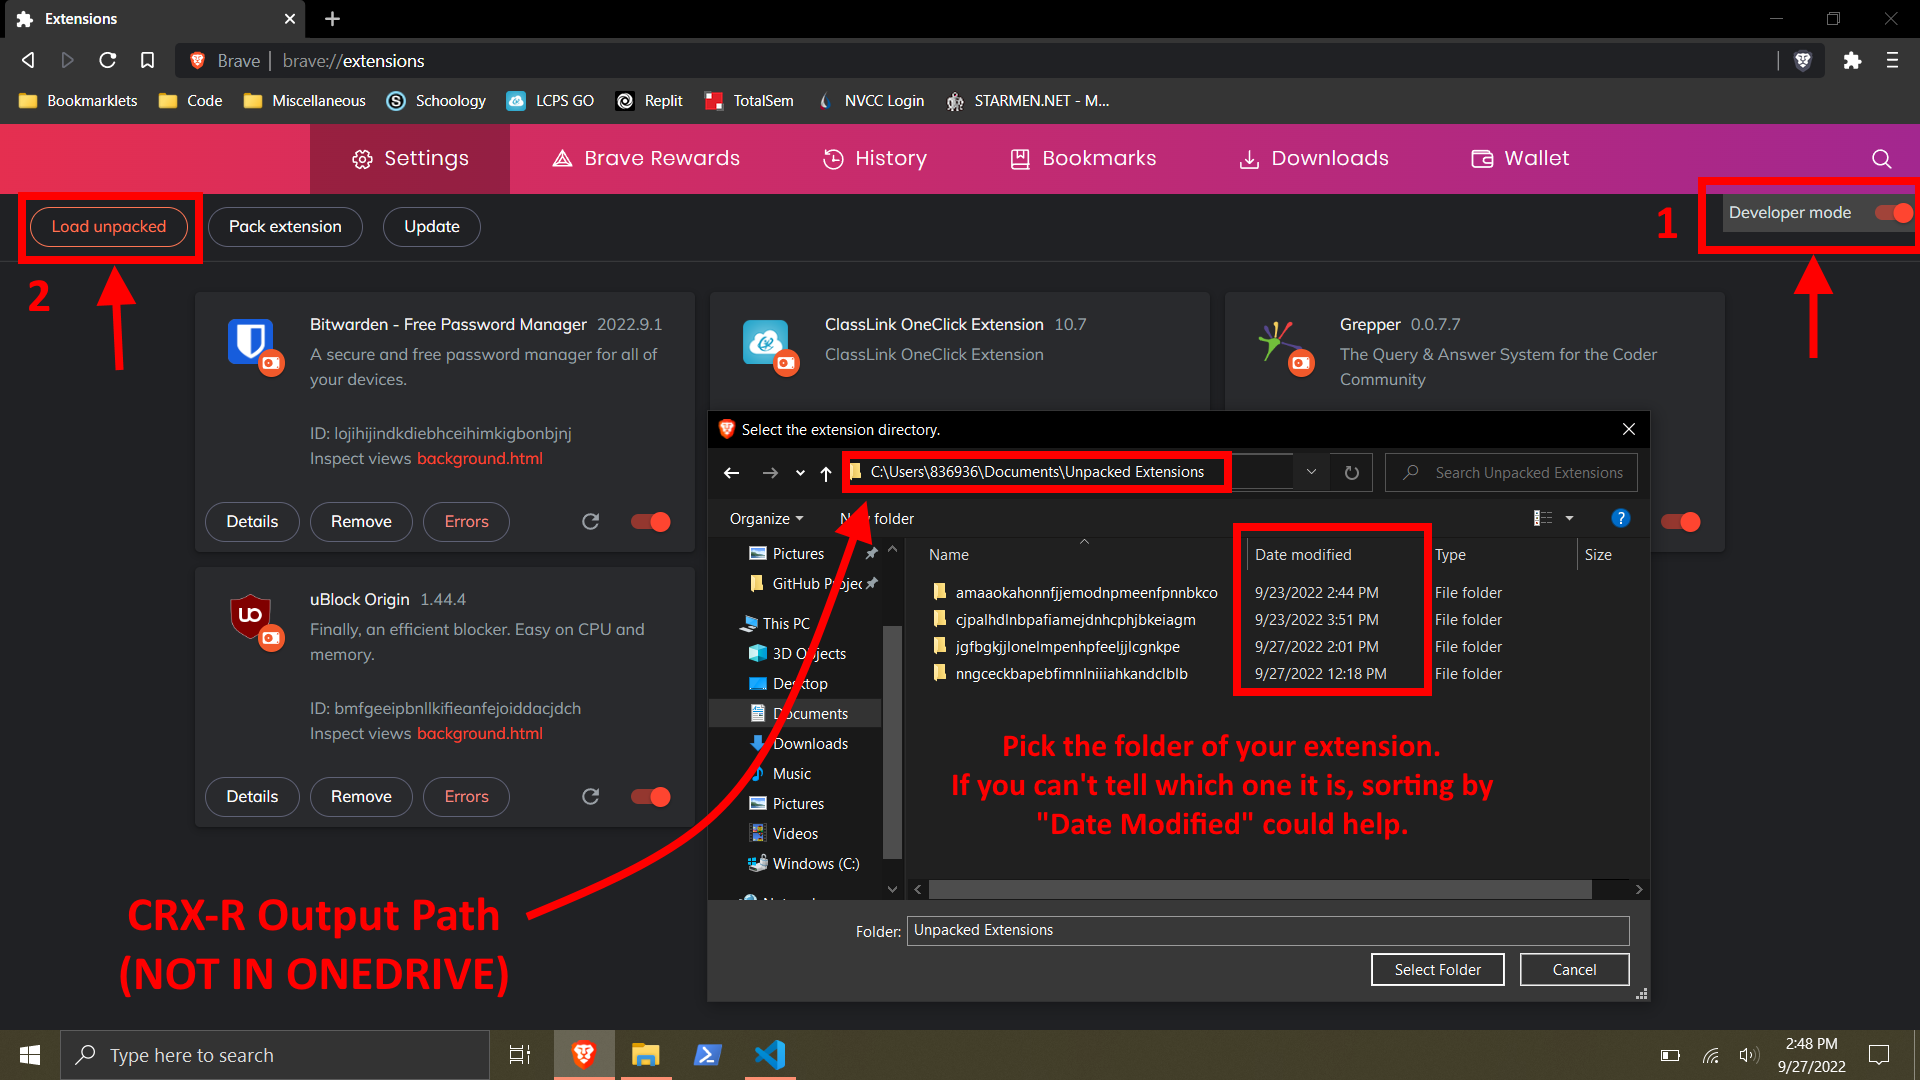 Extensions
Brave | brave://extensions
Bookmarklets Code Miscellaneous Schoology LCPS GO Replit TotalSem NVCC Login STARMEN.NET - M...
Settings Brave Rewards History Bookmarks Downloads Wallet
Load unpacked Pack extension Update 1 Developer mode
2
Bitwarden - Free Password Manager 2022.9.1
A secure and free password manager for all of
your devices.
ID: lojihijindkdiebhceihimkigbonbjnj
Inspect views background.html
Details Remove Errors
ClassLink OneClick Extension 10.7
ClassLink OneClick Extension
Grepper 0.0.7.7
The Query & Answer System for the Coder
Community
uBlock Origin 1.44.4
Finally, an efficient blocker. Easy on CPU and
memory.
ID: bmfgeeipbnllkifieanfejoiddacjdch
Inspect views background.html
Details Remove Errors
Select the extension directory.
C:\Users\836936\Documents\Unpacked Extensions Search Unpacked Extensions
Organize folder
Pictures
GitHub Projec
This PC
3D Objects
Desktop
Documents
Downloads
Music
Pictures
Videos
Windows (C:)
Name Date modified Type Size
amaaokahonnfjjemodnpmeenfpnnbkco 9/23/2022 2:44 PM File folder
cjpalhdlnbpafiamejdnhcphjbkeiagm 9/23/2022 3:51 PM File folder
jgfbgkjjlonelmpenhpfeeljjlcgnkpe 9/27/2022 2:01 PM File folder
nngceckbapebfimnlniiiahkandclblb 9/27/2022 12:18 PM File folder
Pick the folder of your extension.
If you can't tell which one it is, sorting by
"Date Modified" could help.
Folder: Unpacked Extensions
Select Folder Cancel
CRX-R Output Path
(NOT IN ONEDRIVE)
Type here to search
2:48 PM
9/27/2022